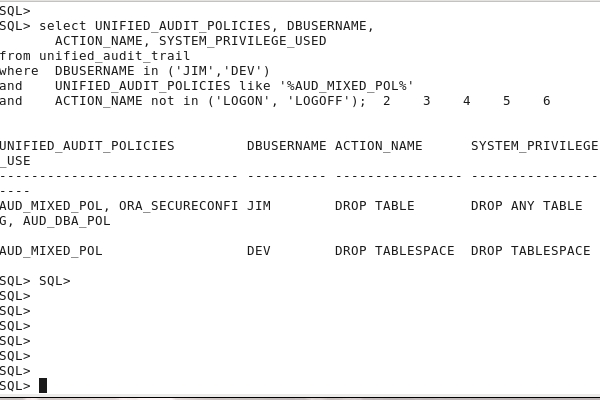 SQL>
SQL> select UNIFIED_AUDIT_POLICIES, DBUSERNAME,
ACTION_NAME, SYSTEM_PRIVILEGE_USED
from unified_audit_trail
where  DBUSERNAME in ('JIM','DEV')
and    UNIFIED_AUDIT_POLICIES like '%AUD_MIXED_POL%'
and    ACTION_NAME not in ('LOGON', 'LOGOFF');  2    3    4    5    6
UNIFIED_AUDIT_POLICIES         DBUSERNAME ACTION_NAME      SYSTEM_PRIVILEGE
_USE
------------------------------ ---------- ---------------- ----------------
----
AUD_MIXED_POL, ORA_SECURECONFI JIM        DROP TABLE       DROP ANY TABLE
G, AUD_DBA_POL
AUD_MIXED_POL                  DEV        DROP TABLESPACE  DROP TABLESPACE
SQL> SQL>
SQL>
SQL>
SQL>
SQL>
SQL>
SQL>
SQL>